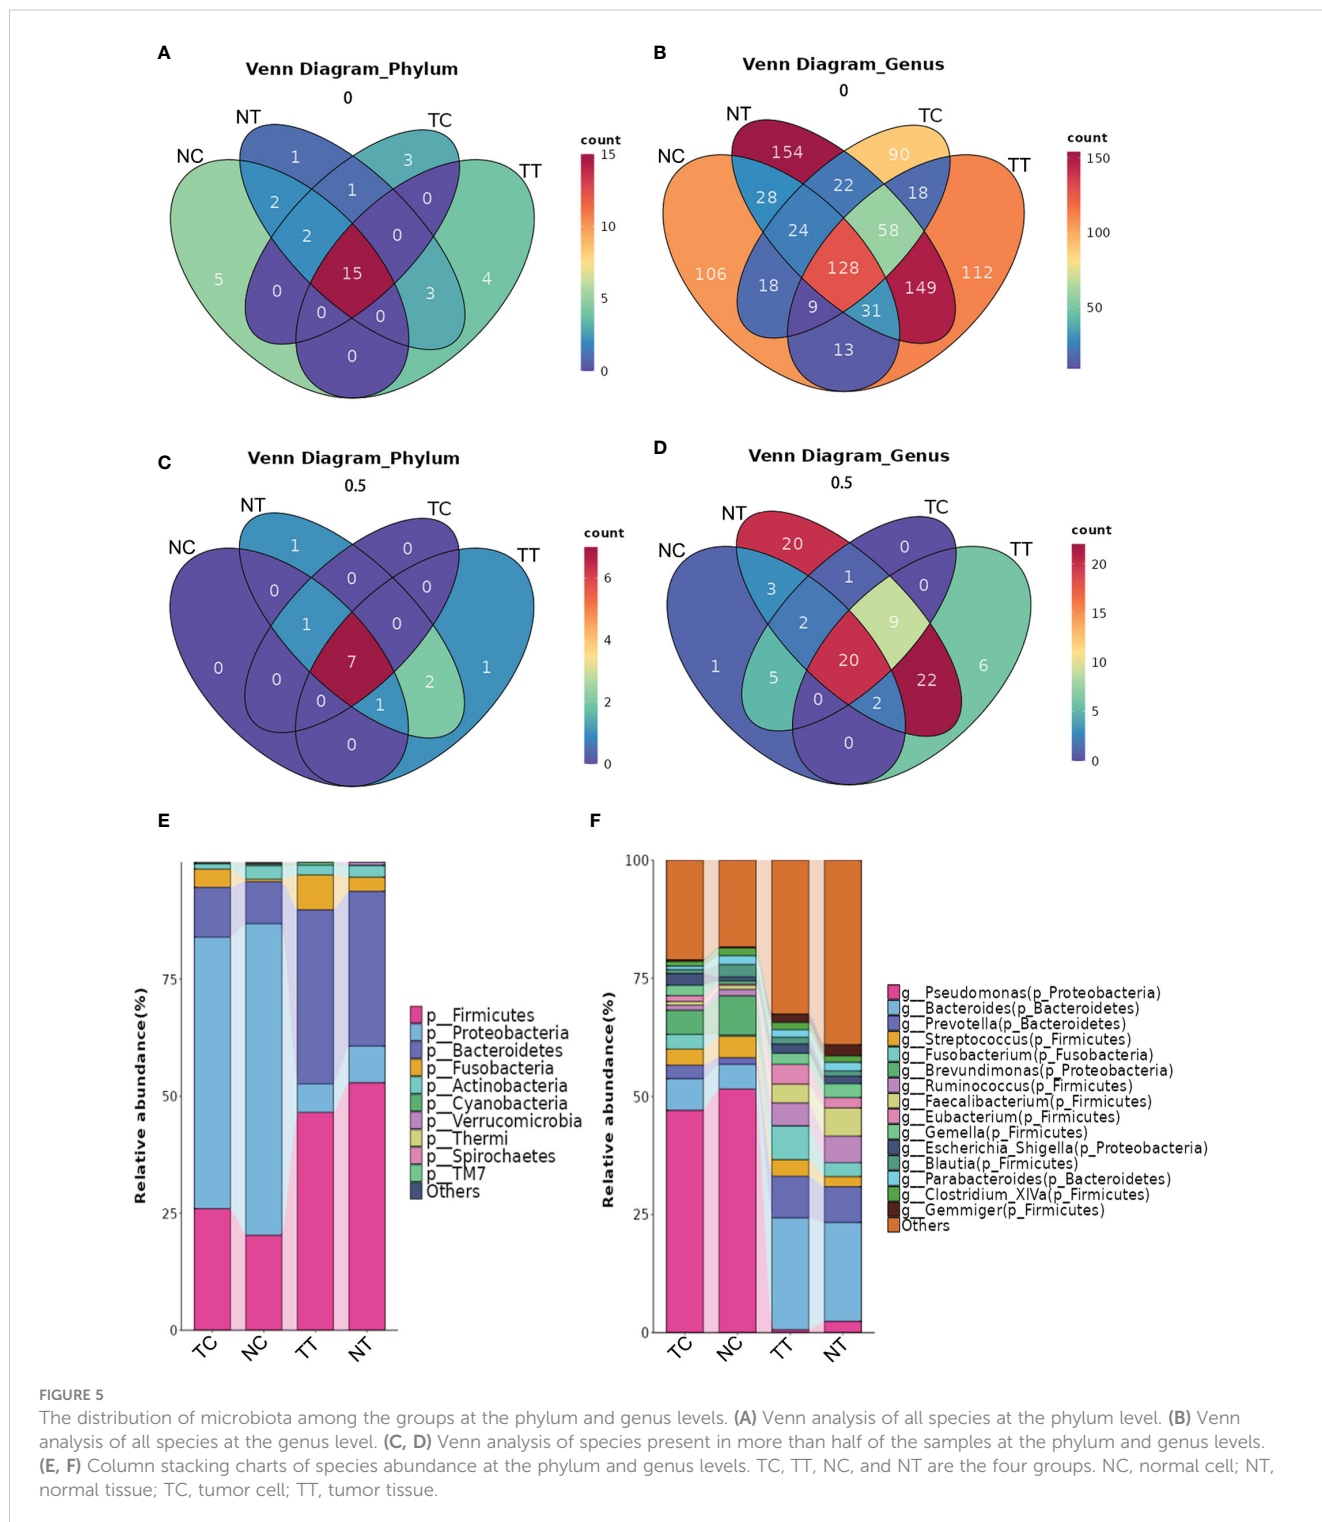 A
Venn Diagram_Phylum
0
NC
NT
TC
TT
1
3
2
1
0
5
2
0
4
0
15
3
0
0
0
count
15
10
5
0
B
Venn Diagram_Genus
0
NC
NT
TC
TT
154
90
28
22
18
24
58
106
18
128
149
112
9
31
13
count
150
100
50
C
Venn Diagram_Phylum
0.5
NC
NT
TC
TT
1
0
0
0
0
1
0
0
0
7
2
1
0
1
0
count
6
4
2
0
D
Venn Diagram_Genus
0.5
NC
NT
TC
TT
20
0
3
1
0
2
9
1
5
20
22
6
0
2
0
count
20
15
10
5
0
E
Relative abundance(%)
75
50
25
0
TC
NC
TT
NT
p__Firmicutes
p__Proteobacteria
p__Bacteroidetes
p__Fusobacteria
p__Actinobacteria
p__Cyanobacteria
p__Verrucomicrobia
p__Thermi
p__Spirochaetes
p__TM7
Others
F
Relative abundance(%)
100
75
50
25
0
TC
NC
TT
NT
g__Pseudomonas(p_Proteobacteria)
g__Bacteroides(p_Bacteroidetes)
g__Prevotella(p_Bacteroidetes)
g__Streptococcus(p_Firmicutes)
g__Fusobacterium(p_Fusobacteria)
g__Brevundimonas(p_Proteobacteria)
g__Ruminococcus(p_Firmicutes)
g__Faecalibacterium(p_Firmicutes)
g__Eubacterium(p_Firmicutes)
g__Gemella(p_Firmicutes)
g__Escherichia_Shigella(p_Proteobacteria)
g__Blautia(p_Firmicutes)
g__Parabacteroides(p_Bacteroidetes)
g__Clostridium_XlVa(p_Firmicutes)
g__Gemmiger(p_Firmicutes)
Others
FIGURE 5
The distribution of microbiota among the groups at the phylum and genus levels. (A) Venn analysis of all species at the phylum level. (B) Venn
analysis of all species at the genus level. (C, D) Venn analysis of species present in more than half of the samples at the phylum and genus levels.
(E, F) Column stacking charts of species abundance at the phylum and genus levels. TC, TT, NC, and NT are the four groups. NC, normal cell; NT,
normal tissue; TC, tumor cell; TT, tumor tissue.